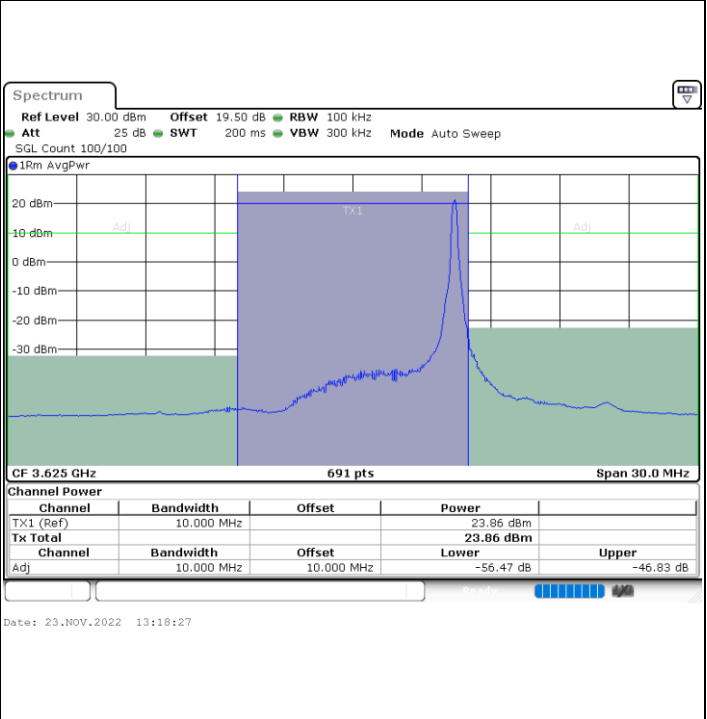 Spectrum
Ref Level 30.00 dBm Offset 19.50 dB RBW 100 kHz
Att 25 dB SWT 200 ms VBW 300 kHz Mode Auto Sweep
SGL Count 100/100
1Rm AvgPwr
TX1
20 dBm
Adj Adj
10 dBm
0 dBm
-10 dBm
-20 dBm
-30 dBm
CF 3.625 GHz 691 pts Span 30.0 MHz
Channel Power
Channel Bandwidth Offset Power
TX1 (Ref) 10.000 MHz 23.86 dBm
Tx Total 23.86 dBm
Channel Bandwidth Offset Lower Upper
Adj 10.000 MHz 10.000 MHz -56.47 dB -46.83 dB
Ready
Date: 23.NOV.2022 13:18:27